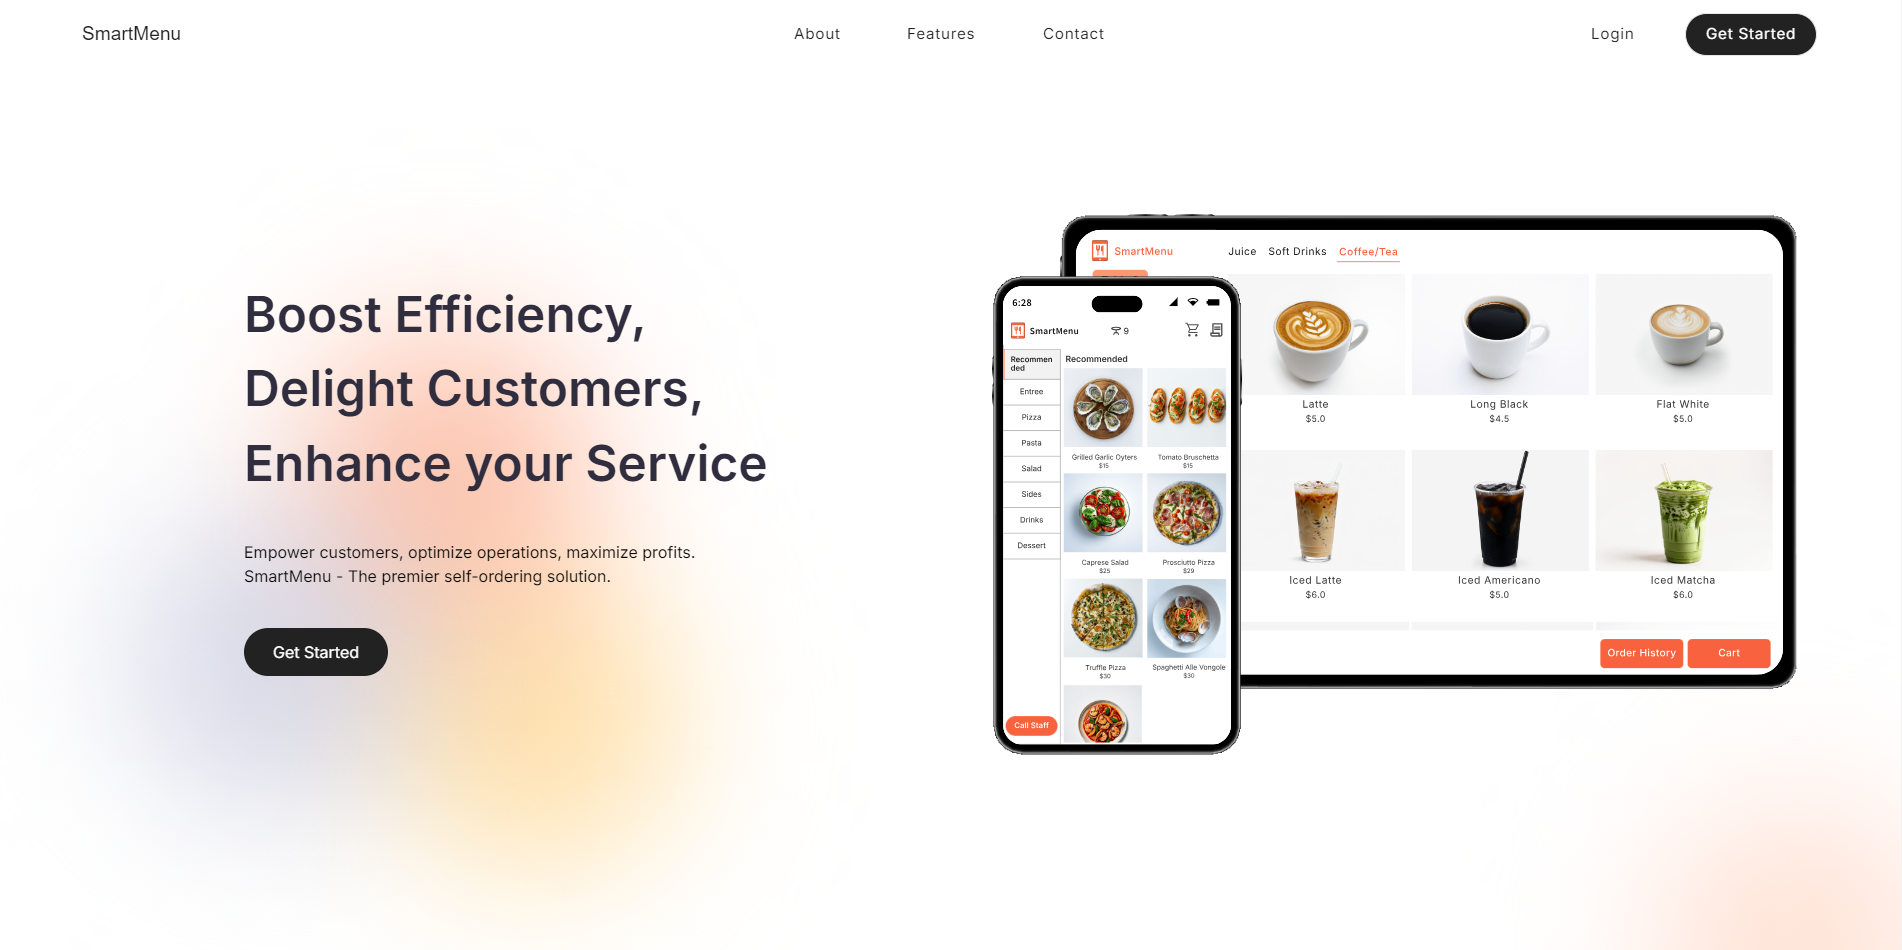 SmartMenu
About
Features
Contact
Login
Get Started
Boost Efficiency,
Delight Customers,
Enhance your Service
Empower customers, optimize operations, maximize profits.
SmartMenu - The premier self-ordering solution.
Get Started
SmartMenu
Juice
Soft Drinks
Coffee/Tea
Latte
$5.0
Long Black
$4.5
Flat White
$5.0
Iced Latte
$6.0
Iced Americano
$5.0
Iced Matcha
$6.0
Order History
Cart
6:28
SmartMenu
9
Recommen
ded
Entree
Pizza
Pasta
Salad
Sides
Drinks
Dessert
Call Staff
Recommended
Grilled Garlic Oyters
$15
Tomato Bruschetta
$15
Caprese Salad
$25
Prosciutto Pizza
$29
Truffle Pizza
$30
Spaghetti Alle Vongole
$30